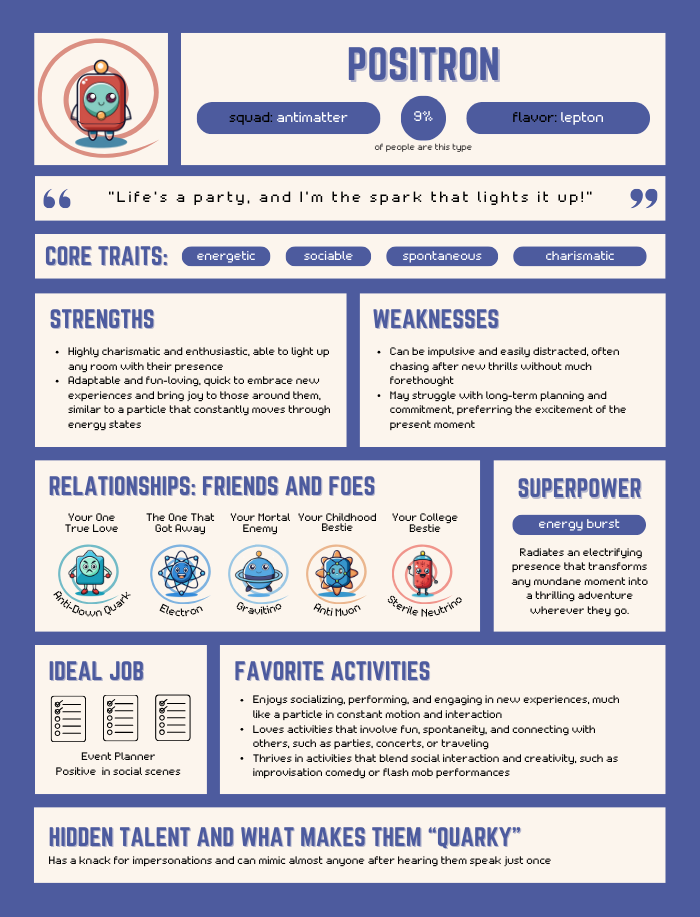 POSITRON
squad: antimatter
9%
flavor: lepton
of people are this type
"Life's a party, and I'm the spark that lights it up!"
CORE TRAITS:
energetic
sociable
spontaneous
charismatic
STRENGTHS
• Highly charismatic and enthusiastic, able to light up
any room with their presence
• Adaptable and fun-loving, quick to embrace new
experiences and bring joy to those around them,
similar to a particle that constantly moves through
energy states
WEAKNESSES
• Can be impulsive and easily distracted, often
chasing after new thrills without much
forethought
• May struggle with long-term planning and
commitment, preferring the excitement of the
present moment
RELATIONSHIPS: FRIENDS AND FOES
Your One
True Love
Anti-Down Quark
The One That
Got Away
Electron
Your Mortal
Enemy
Gravitino
Your Childhood
Bestie
Anti Muon
Your College
Bestie
Sterile Neutrino
SUPERPOWER
energy burst
Radiates an electrifying
presence that transforms
any mundane moment into
a thrilling adventure
wherever they go.
IDEAL JOB
Event Planner
Positive in social scenes
FAVORITE ACTIVITIES
• Enjoys socializing, performing, and engaging in new experiences, much
like a particle in constant motion and interaction
• Loves activities that involve fun, spontaneity, and connecting with
others, such as parties, concerts, or traveling
• Thrives in activities that blend social interaction and creativity, such as
improvisation comedy or flash mob performances
HIDDEN TALENT AND WHAT MAKES THEM “QUARKY”
Has a knack for impersonations and can mimic almost anyone after hearing them speak just once